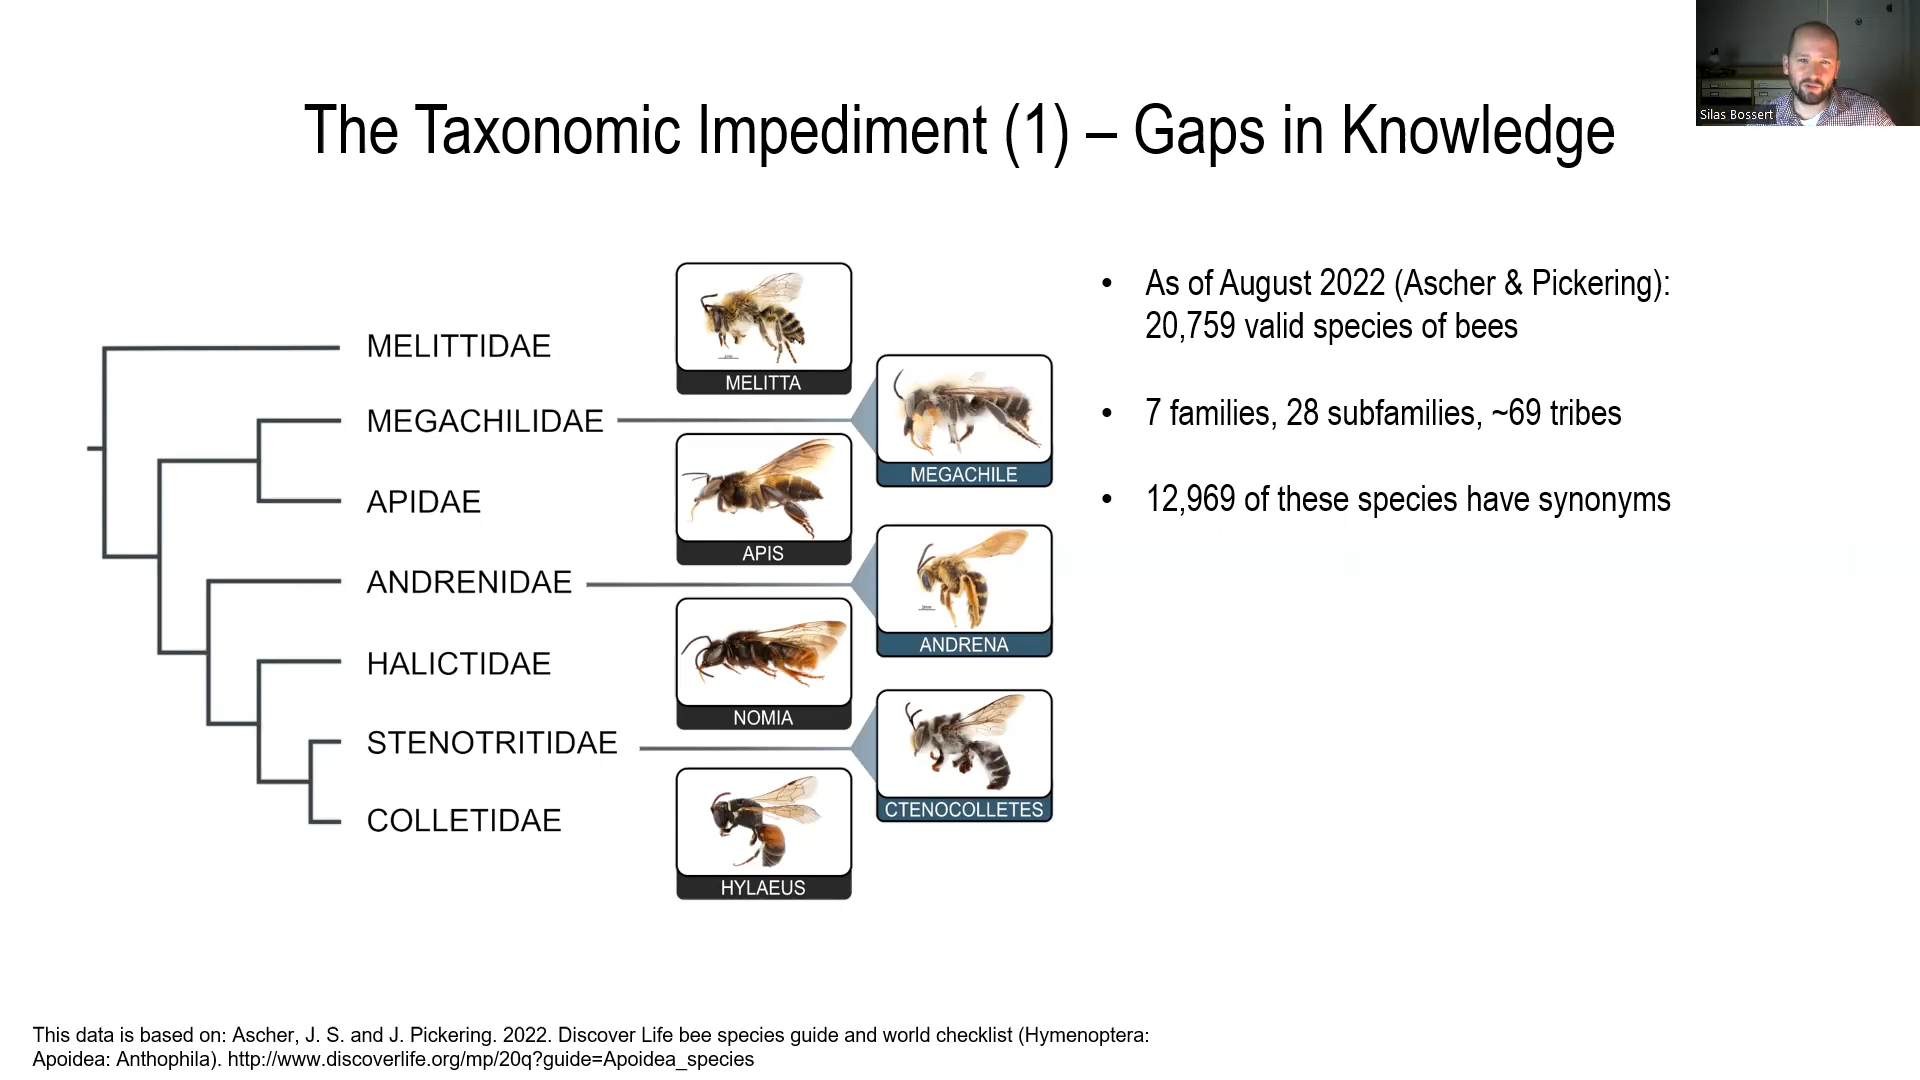 The Taxonomic Impediment (1) – Gaps in Knowledge
Silas Bossert
MELITTIDAE
MEGACHILIDAE
APIDAE
ANDRENIDAE
HALICTIDAE
STENOTRITIDAE
COLLETIDAE
MELITTA
MEGACHILE
APIS
ANDRENA
NOMIA
CTENOCOLLETES
HYLAEUS
• As of August 2022 (Ascher & Pickering):
20,759 valid species of bees
• 7 families, 28 subfamilies, ~69 tribes
• 12,969 of these species have synonyms
This data is based on: Ascher, J. S. and J. Pickering. 2022. Discover Life bee species guide and world checklist (Hymenoptera:
Apoidea: Anthophila). http://www.discoverlife.org/mp/20q?guide=Apoidea_species